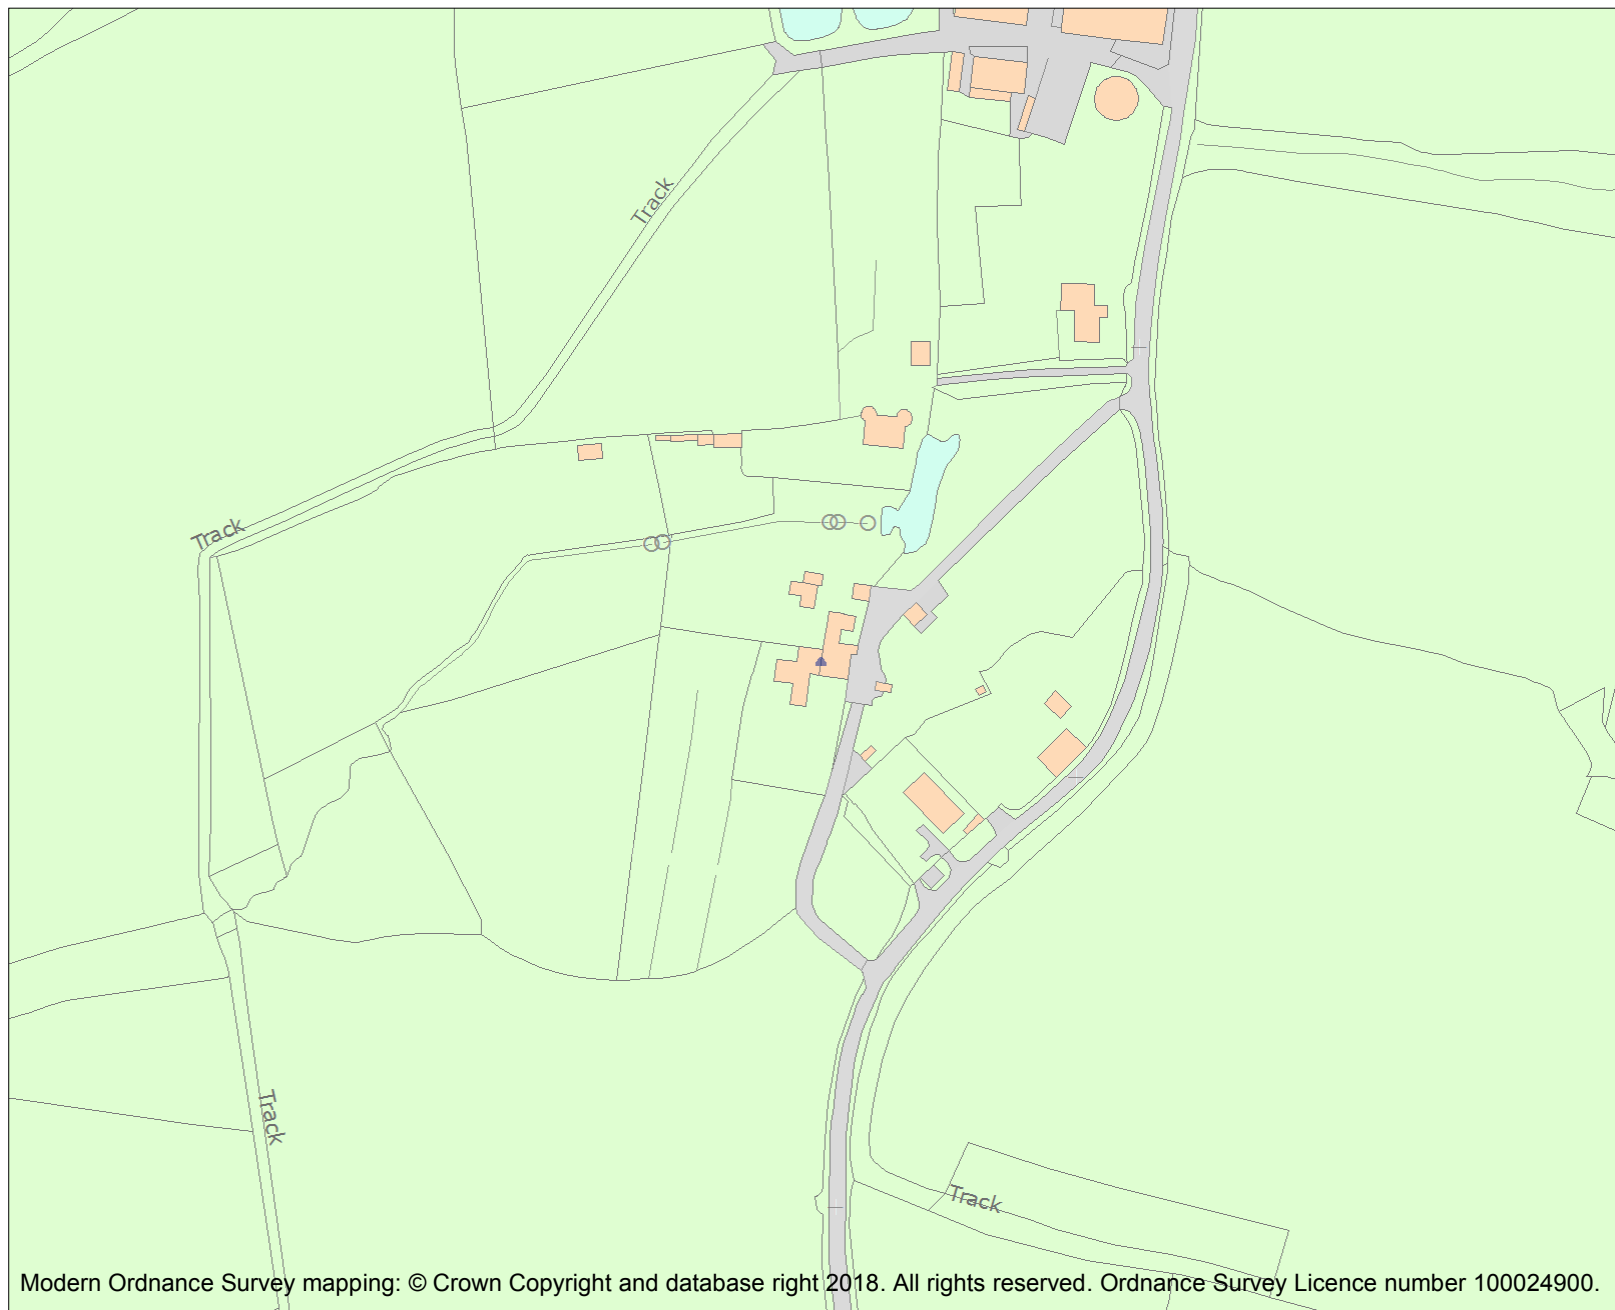 Track
Track
Track
Track
Modern Ordnance Survey mapping: © Crown Copyright and database right 2018. All rights reserved. Ordnance Survey Licence number 100024900.